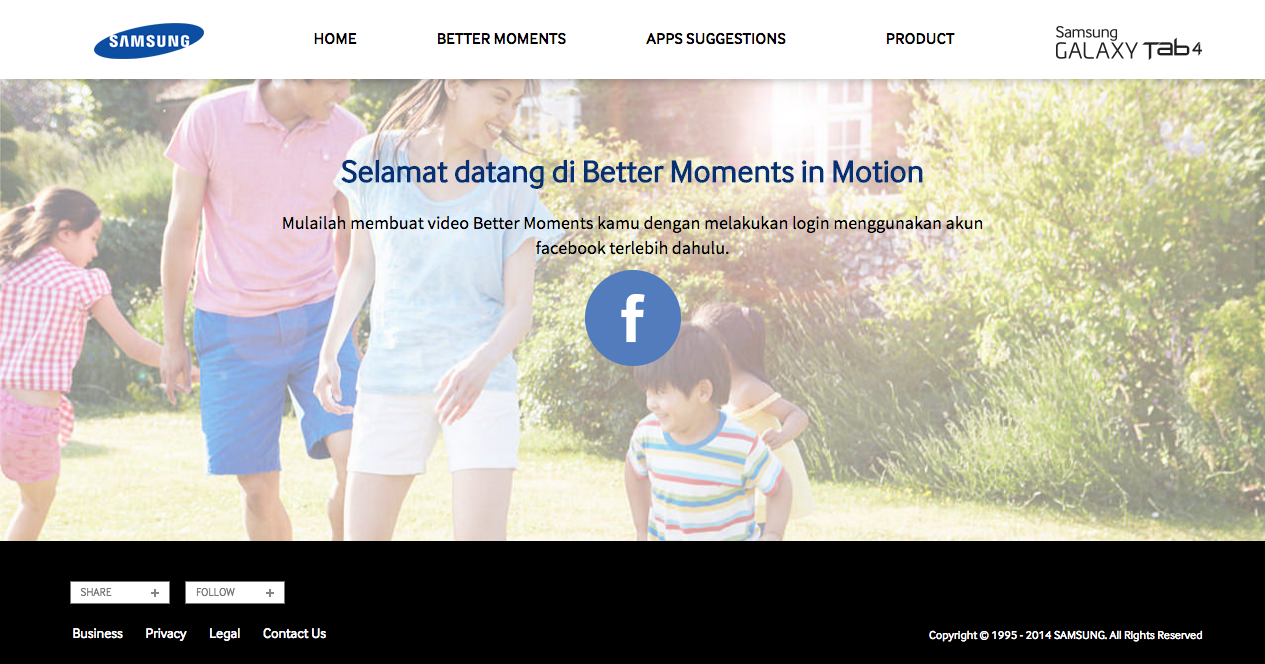 SAMSUNG
HOME
BETTER MOMENTS
APPS SUGGESTIONS
PRODUCT
Samsung
GALAXY Tab 4
Selamat datang di Better Moments in Motion
Mulailah membuat video Better Moments kamu dengan melakukan login menggunakan akun
facebook terlebih dahulu.
f
SHARE +
FOLLOW +
Business
Privacy
Legal
Contact Us
Copyright © 1995 - 2014 SAMSUNG. All Rights Reserved